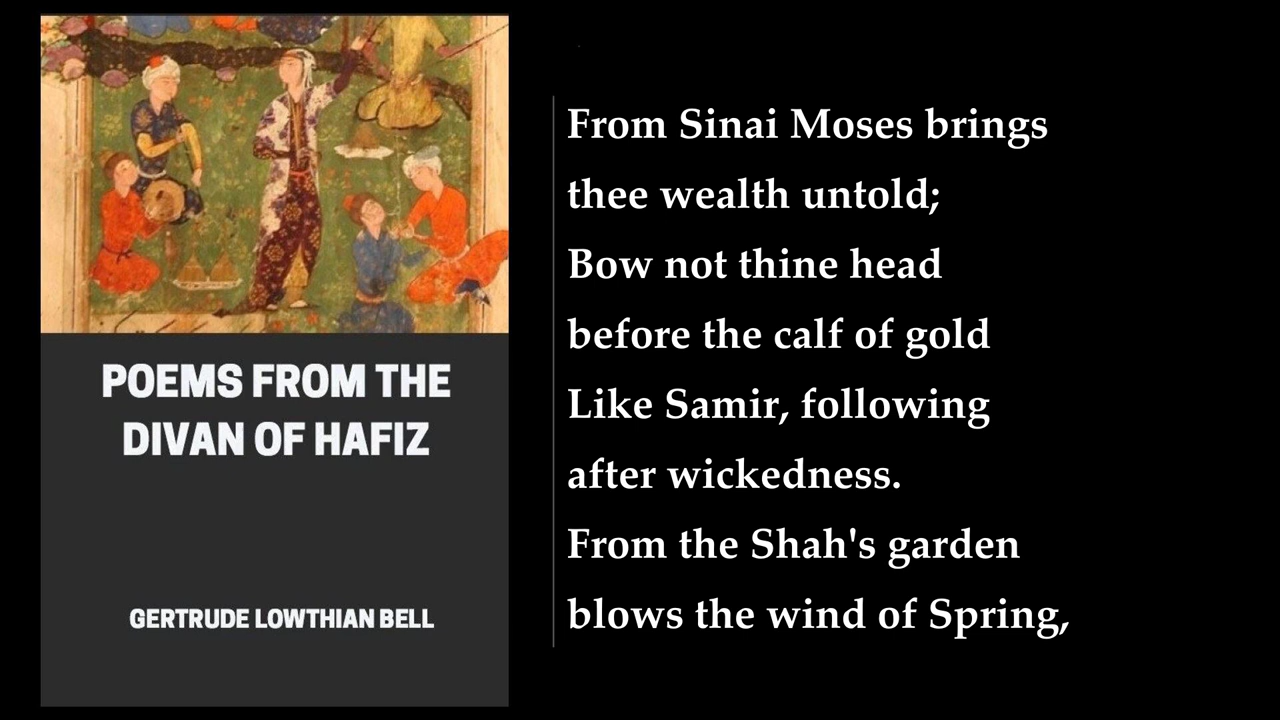 POEMS FROM THE
DIVAN OF HAFIZ
GERTRUDE LOWTHIAN BELL
From Sinai Moses brings
thee wealth untold;
Bow not thine head
before the calf of gold
Like Samir, following
after wickedness.
From the Shah's garden
blows the wind of Spring,